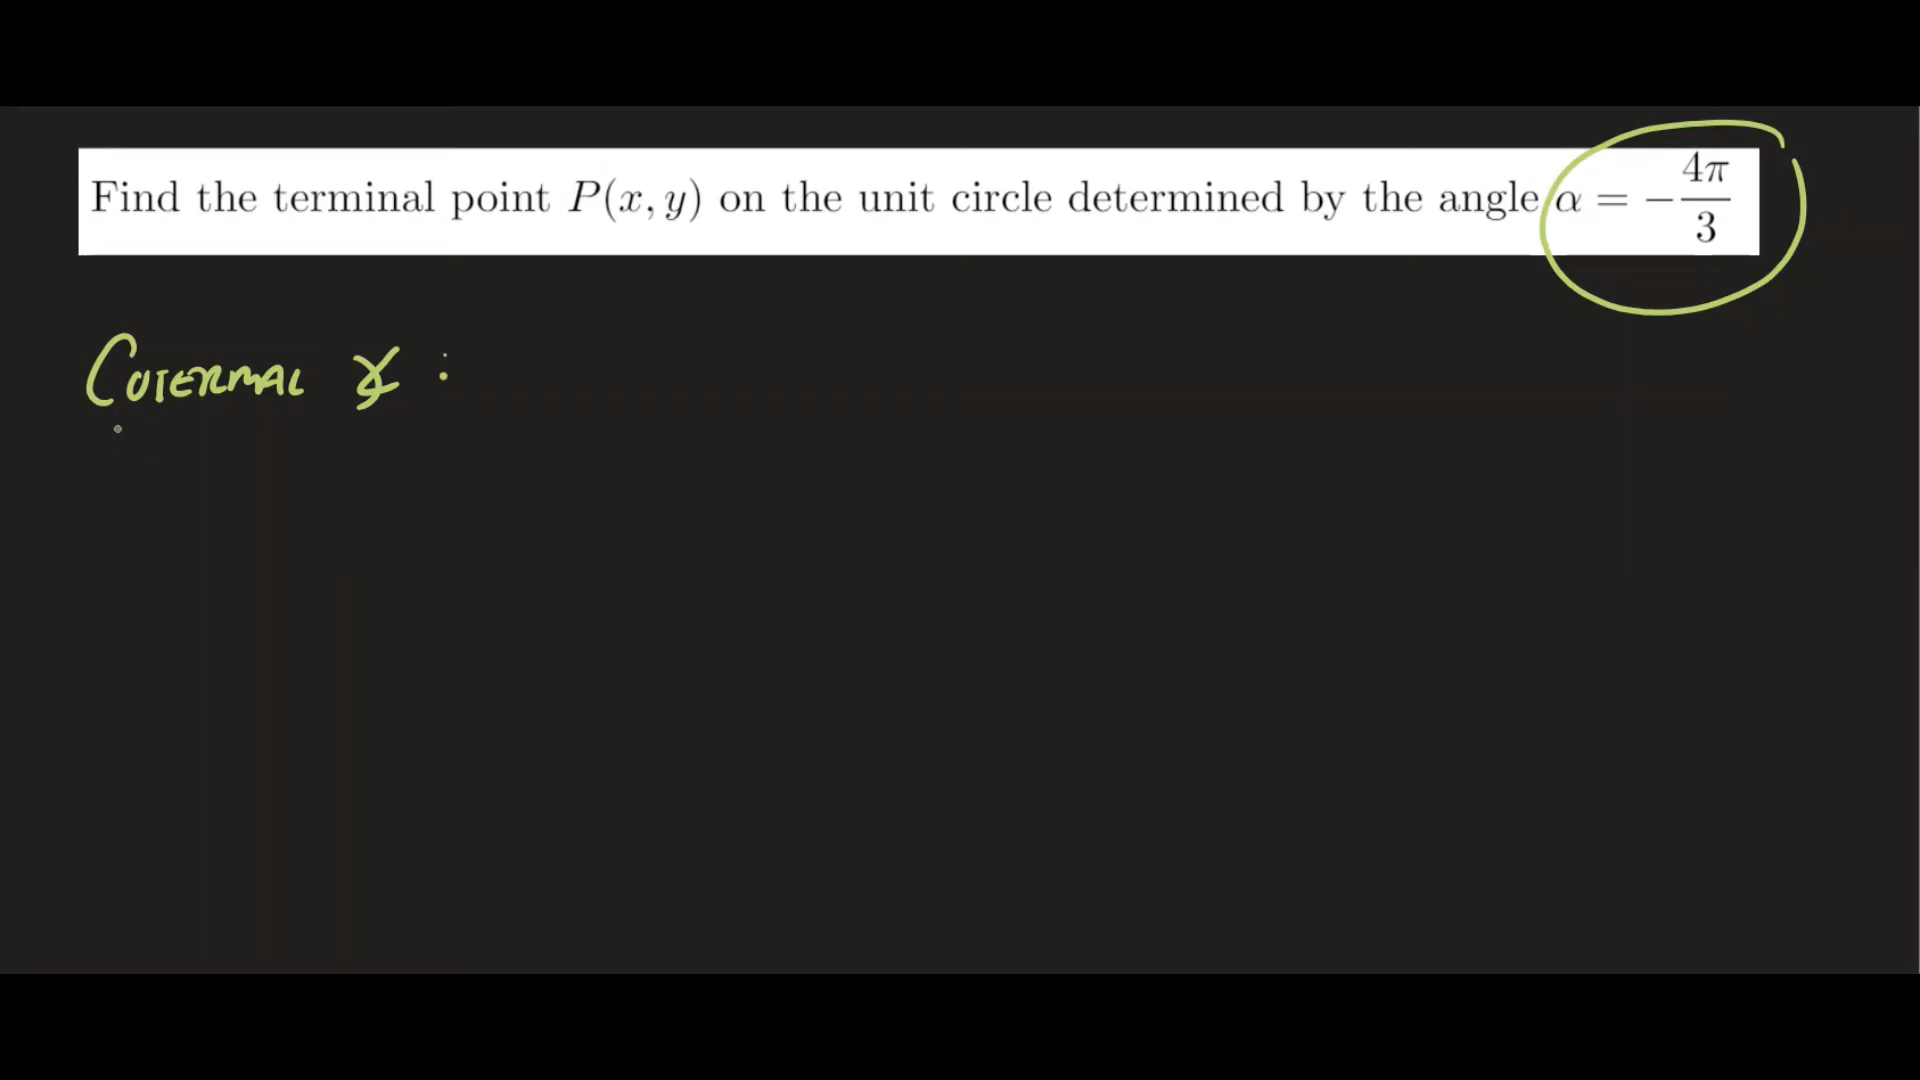 Find the terminal point P(x, y) on the unit circle determined by the angle α = −4π/3
COTERMAL ∡ :